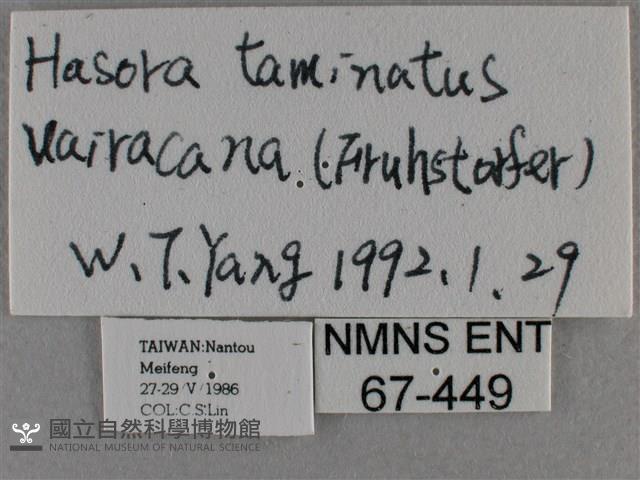 Hasora taminatus
vairacana (Fruhstorfer)
W. T. Yang 1992. 1. 29
TAIWAN:Nantou
Meifeng
27-29/V/1986
COL:C.S.Lin
NMNS ENT
67-449
國立自然科學博物館
NATIONAL MUSEUM OF NATURAL SCIENCE